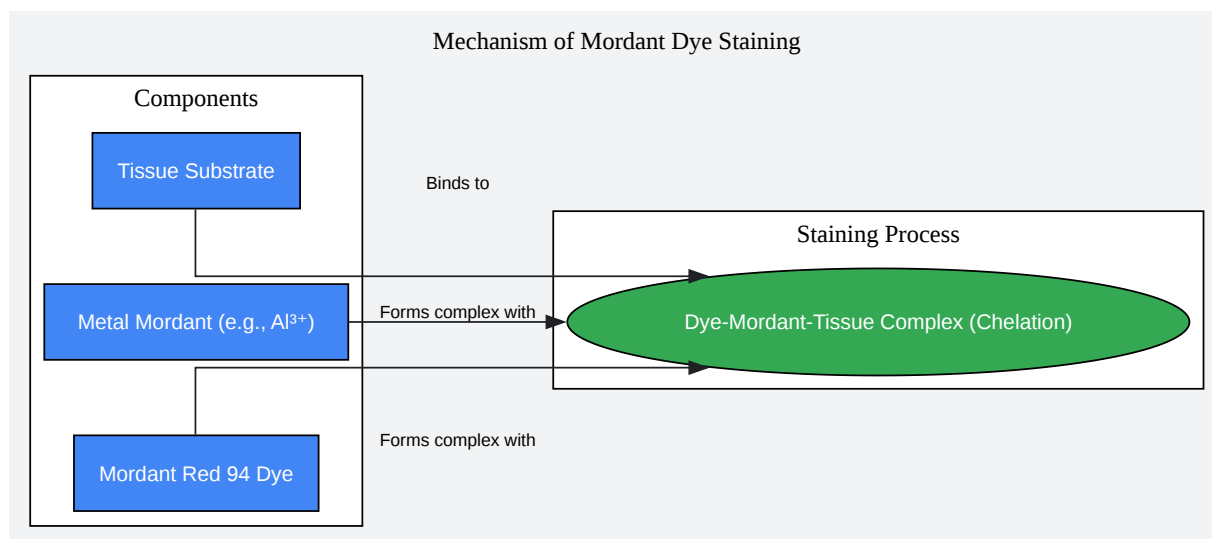 Mechanism of Mordant Dye Staining
Components
Tissue Substrate
Binds to
Staining Process
Metal Mordant (e.g., Al³⁺)
Forms complex with
Dye-Mordant-Tissue Complex (Chelation)
Forms complex with
Mordant Red 94 Dye